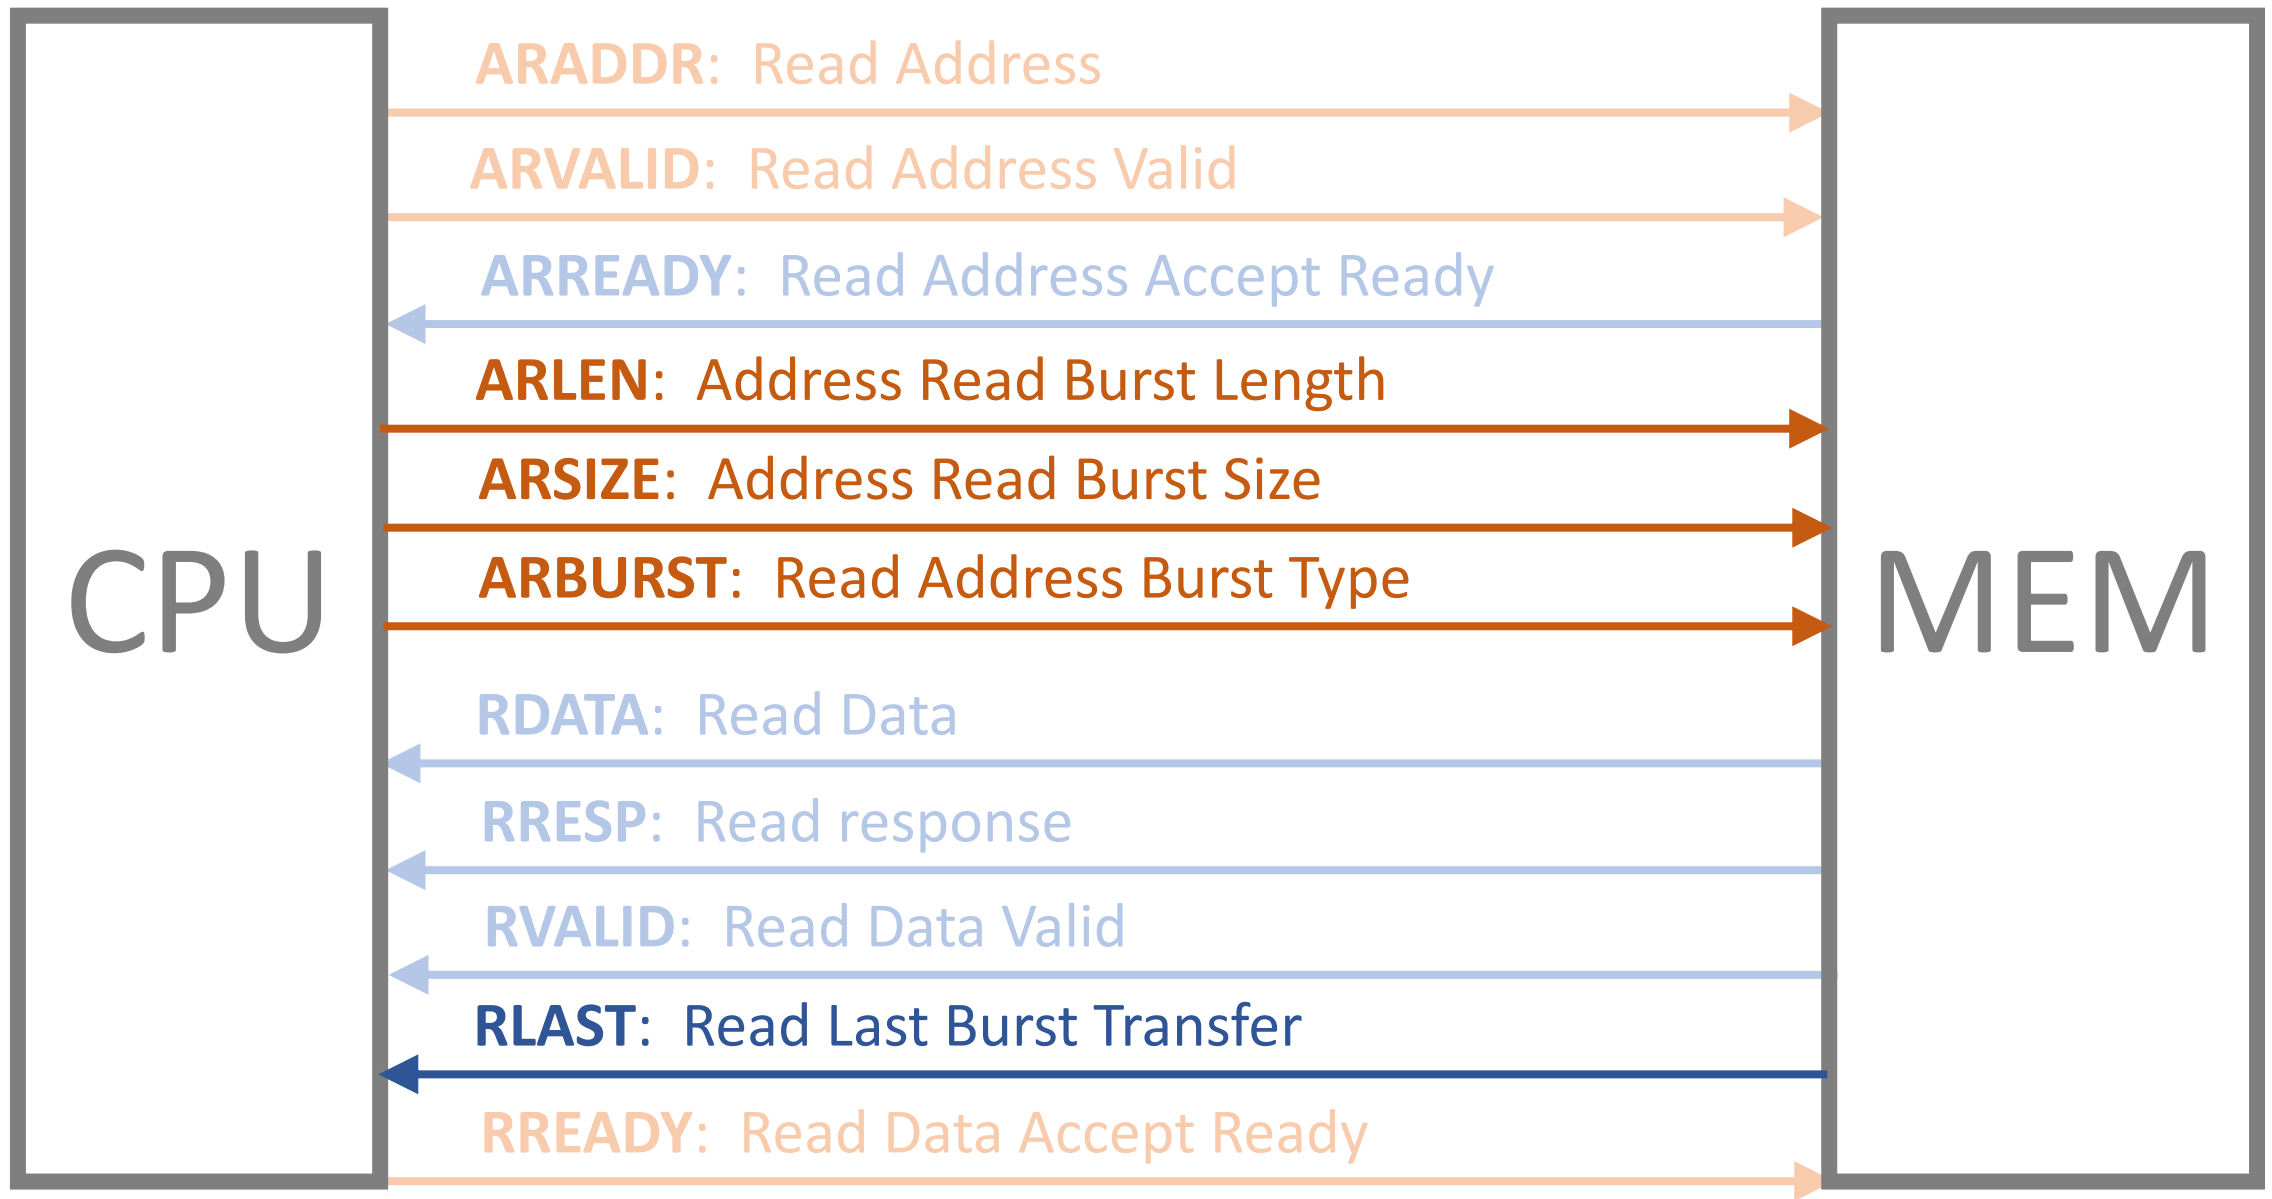 ARADDR: Read Address
ARVALID: Read Address Valid
ARREADY: Read Address Accept Ready
ARLEN: Address Read Burst Length
ARSIZE: Address Read Burst Size
ARBURST: Read Address Burst Type
CPU
MEM
RDATA: Read Data
RRESP: Read response
RVALID: Read Data Valid
RLAST: Read Last Burst Transfer
RREADY: Read Data Accept Ready